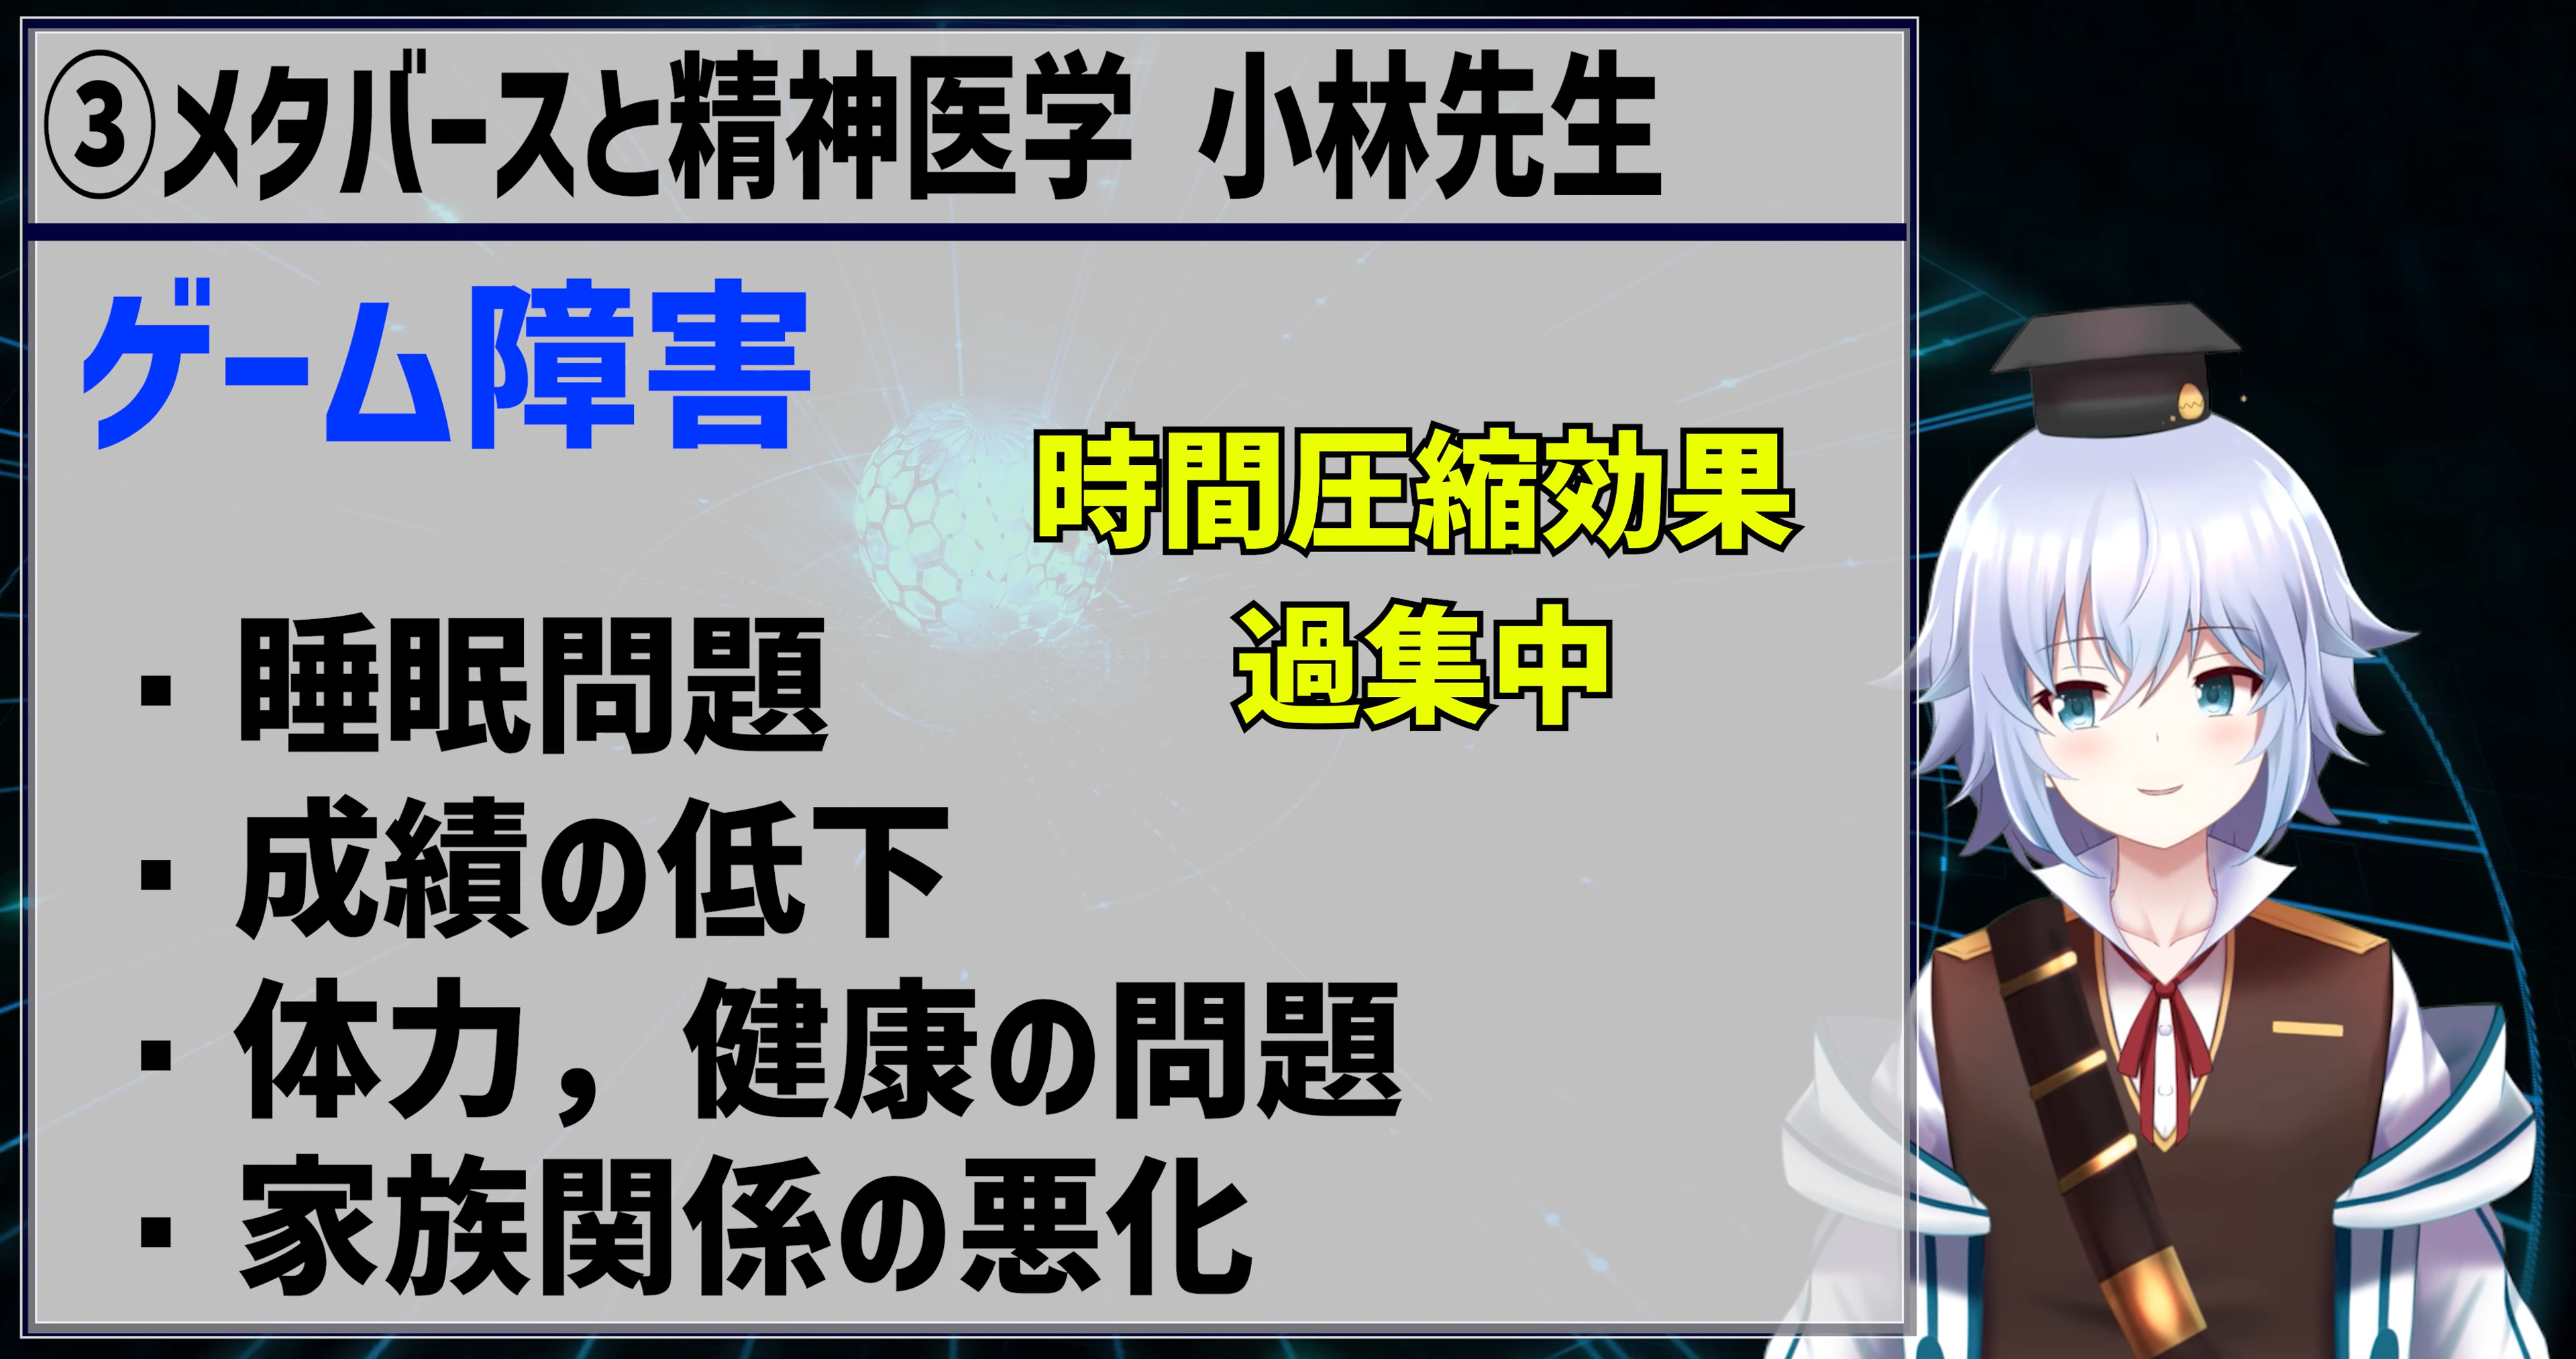 ③メタバースと精神医学 小林先生
ゲーム障害
時間圧縮効果
過集中
・睡眠問題
・成績の低下
・体力，健康の問題
・家族関係の悪化